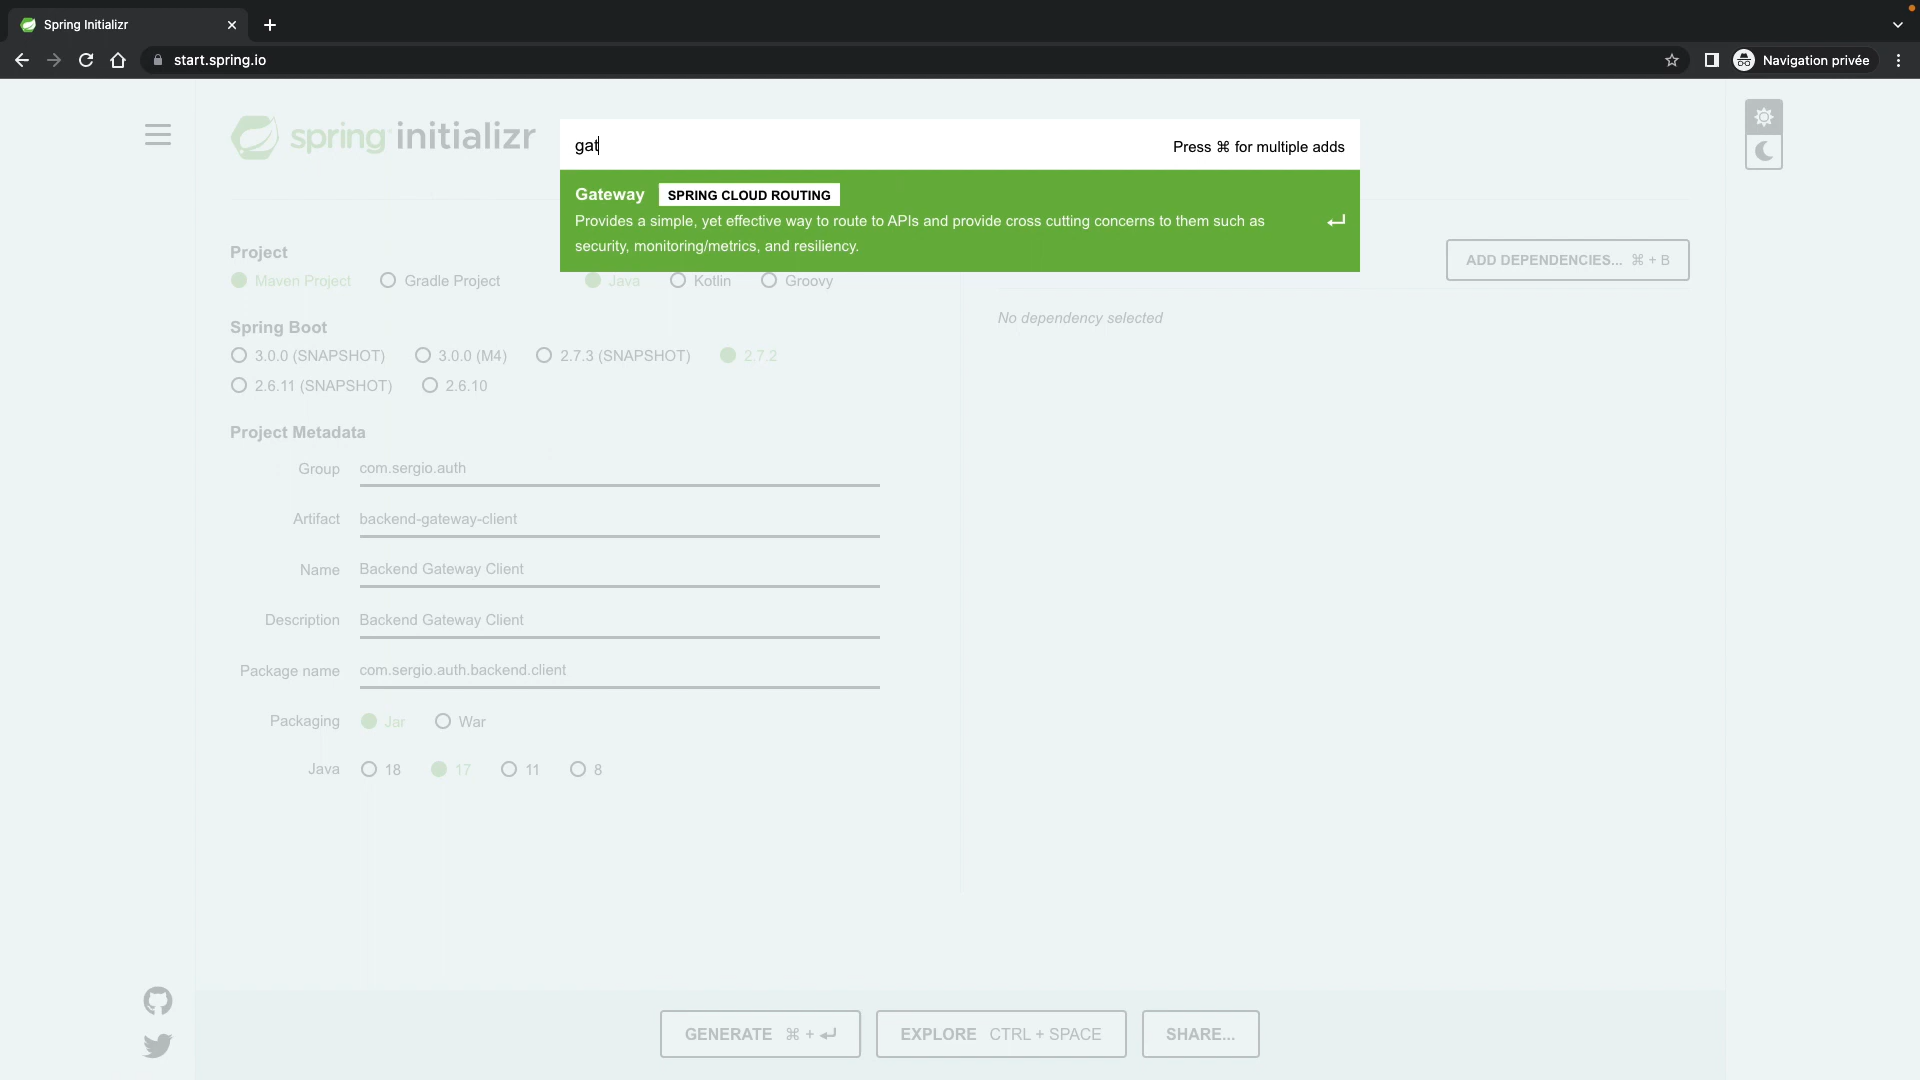 Spring Initializr
start.spring.io
Navigation privée
spring initializr
gat
Press ⌘ for multiple adds
Gateway SPRING CLOUD ROUTING
Provides a simple, yet effective way to route to APIs and provide cross cutting concerns to them such as
security, monitoring/metrics, and resiliency.
Project
Maven Project
Gradle Project
Java
Kotlin
Groovy
ADD DEPENDENCIES... ⌘ + B
No dependency selected
Spring Boot
3.0.0 (SNAPSHOT)
3.0.0 (M4)
2.7.3 (SNAPSHOT)
2.7.2
2.6.11 (SNAPSHOT)
2.6.10
Project Metadata
Group com.sergio.auth
Artifact backend-gateway-client
Name Backend Gateway Client
Description Backend Gateway Client
Package name com.sergio.auth.backend.client
Packaging Jar War
Java 18 17 11 8
GENERATE ⌘ + ↵
EXPLORE CTRL + SPACE
SHARE...